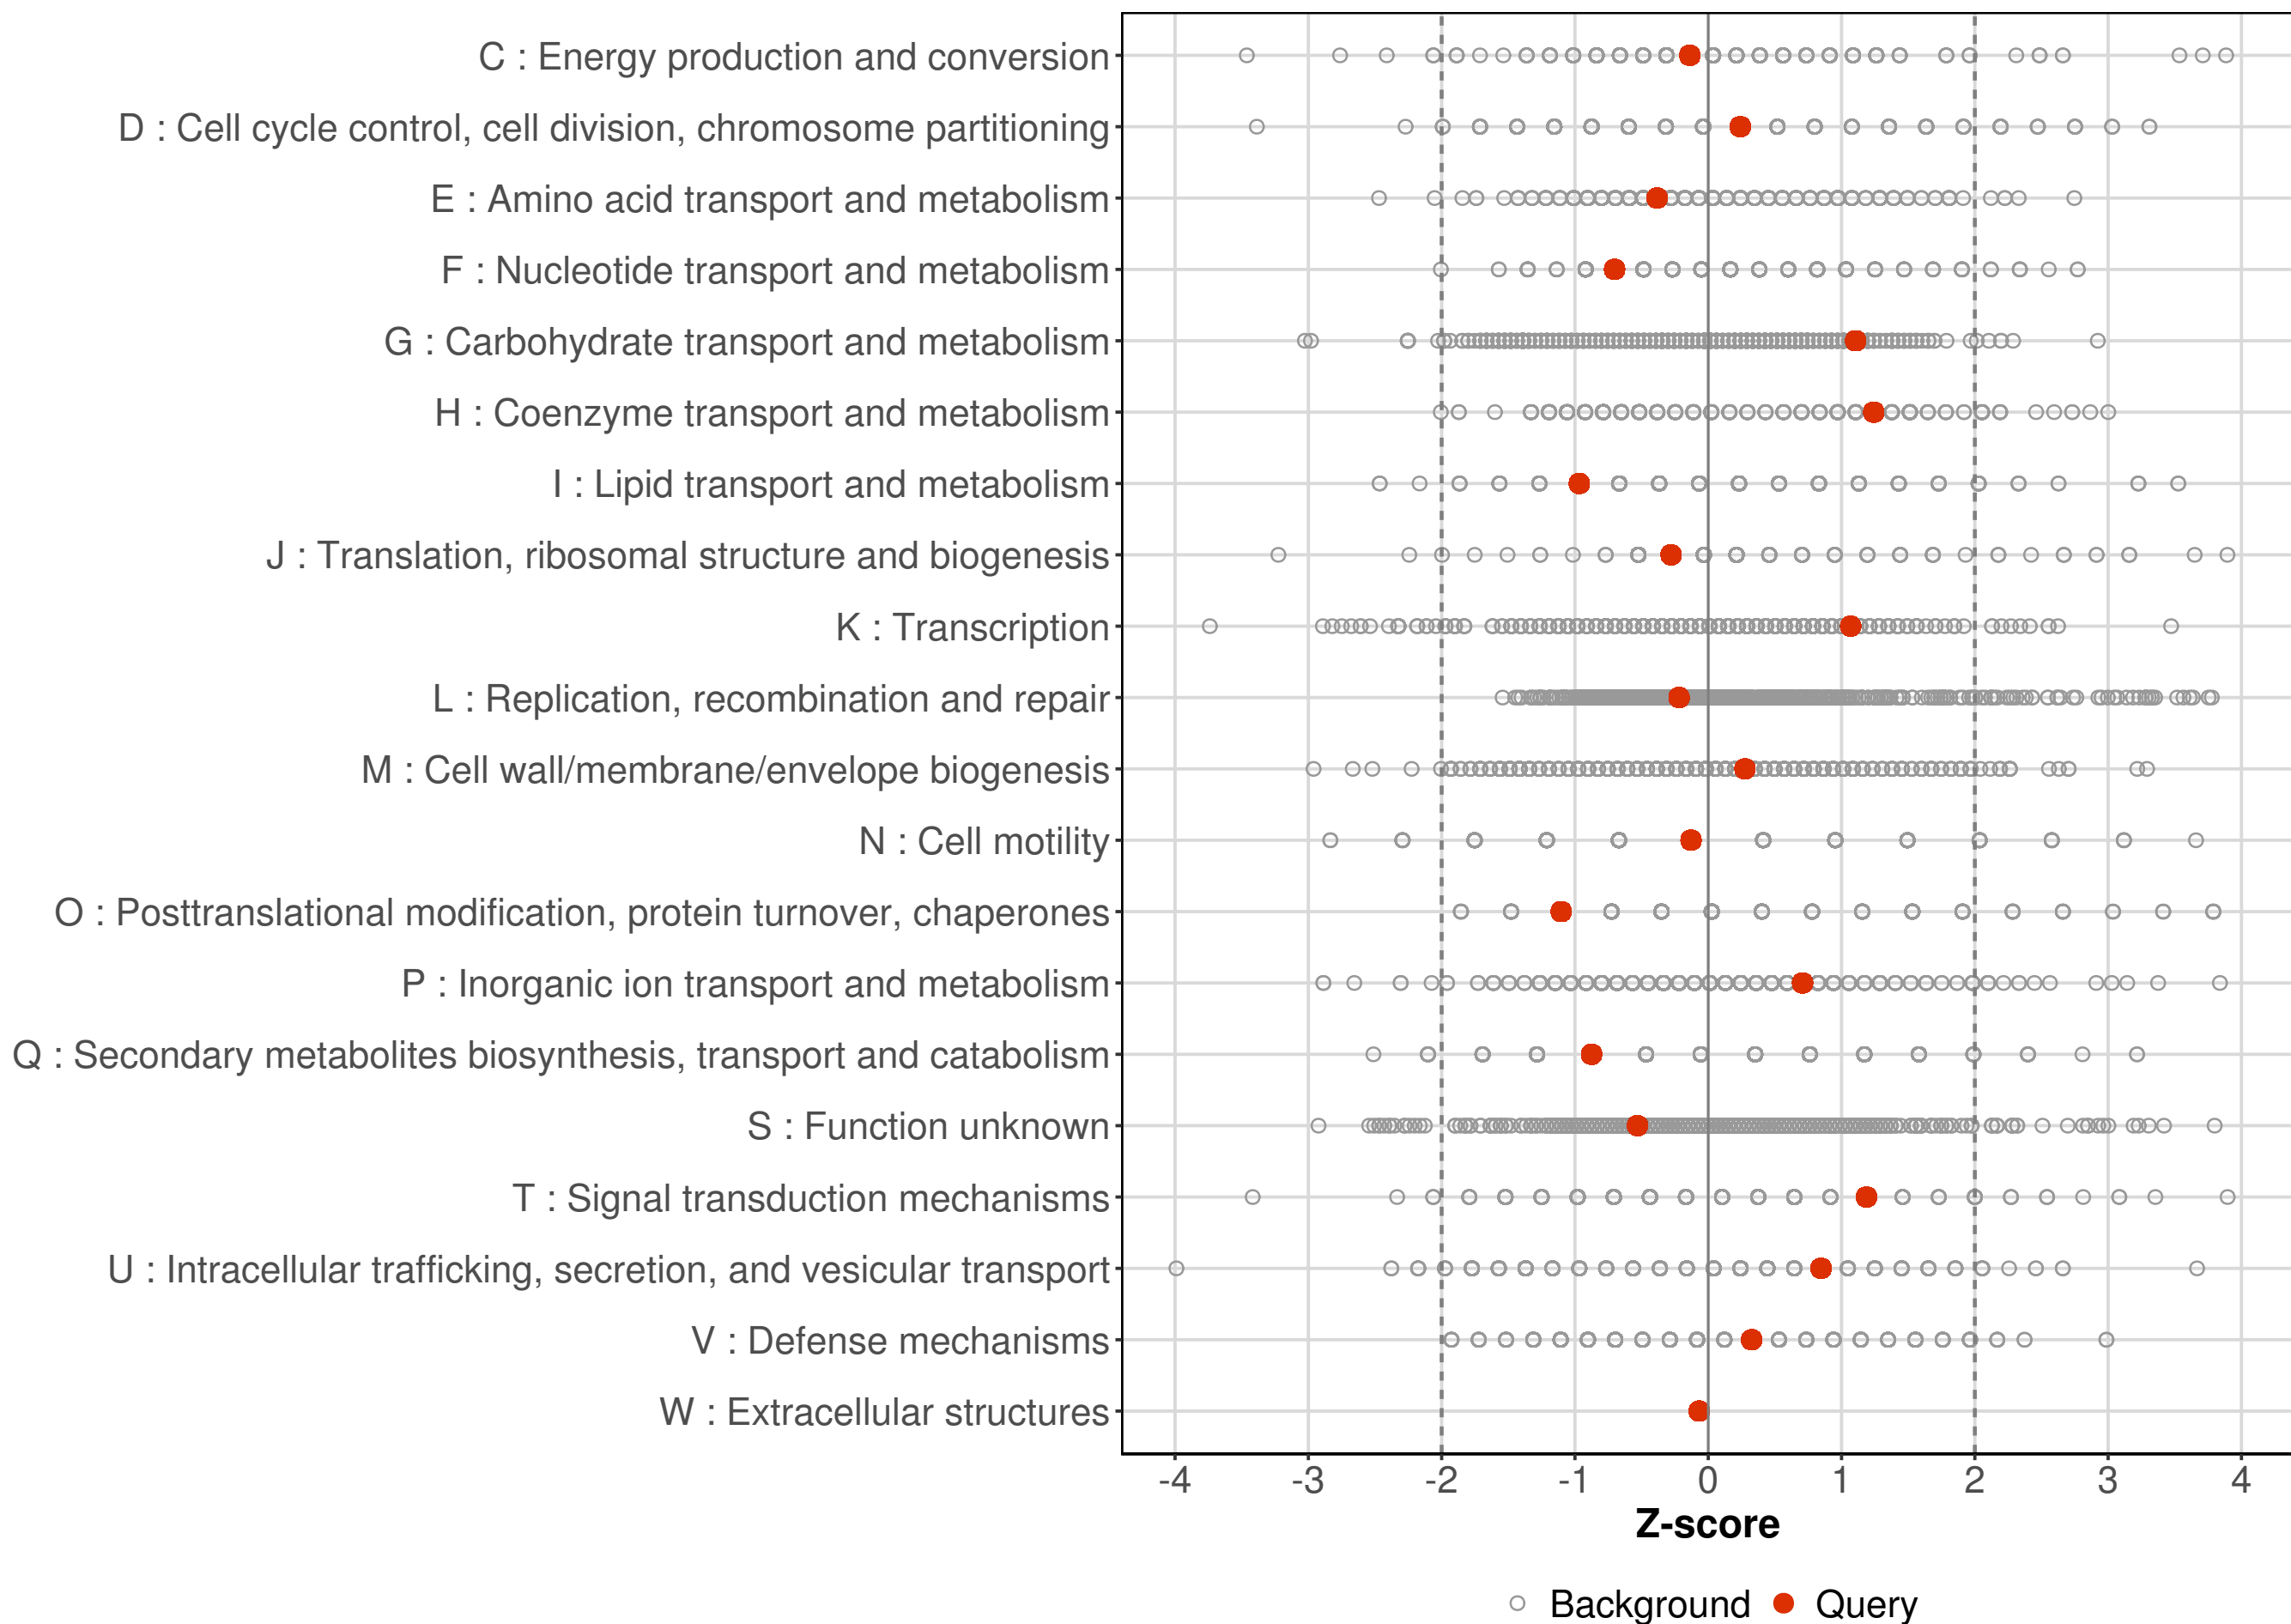 C : Energy production and conversion
D : Cell cycle control, cell division, chromosome partitioning
E : Amino acid transport and metabolism
F : Nucleotide transport and metabolism
G : Carbohydrate transport and metabolism
H : Coenzyme transport and metabolism
I : Lipid transport and metabolism
J : Translation, ribosomal structure and biogenesis
K : Transcription
L : Replication, recombination and repair
M : Cell wall/membrane/envelope biogenesis
N : Cell motility
O : Posttranslational modification, protein turnover, chaperones
P : Inorganic ion transport and metabolism
Q : Secondary metabolites biosynthesis, transport and catabolism
S : Function unknown
T : Signal transduction mechanisms
U : Intracellular trafficking, secretion, and vesicular transport
V : Defense mechanisms
W : Extracellular structures
-4 -3 -2 -1 0 1 2 3 4
Z-score
Background Query